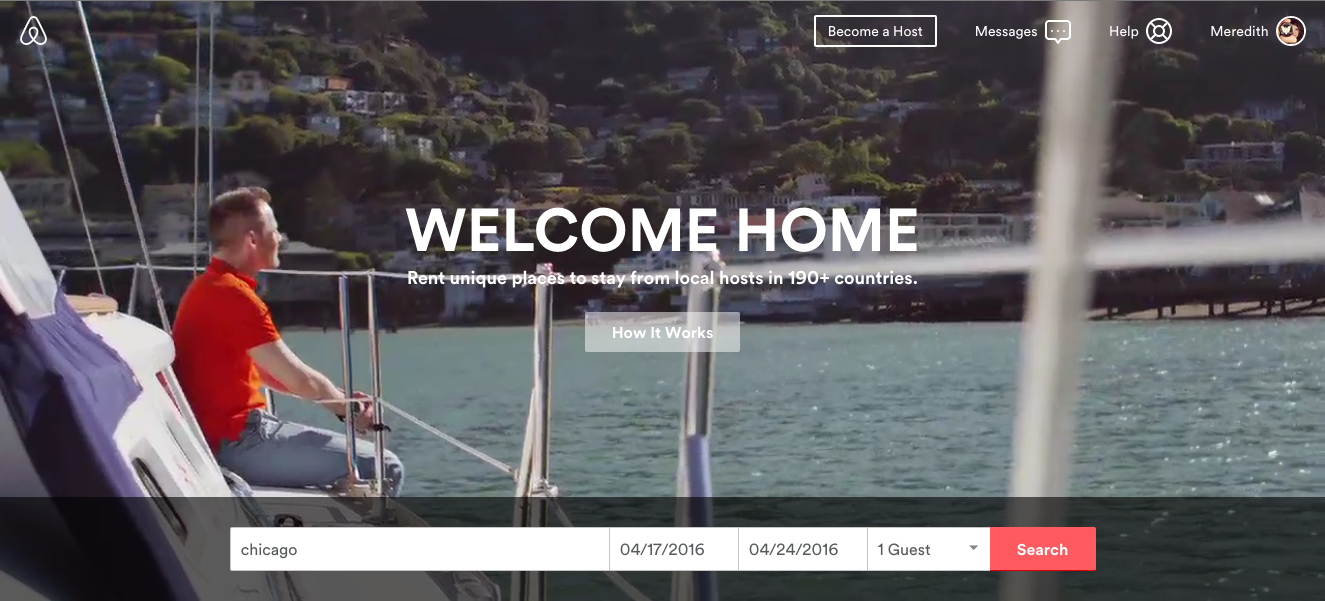 Become a Host
Messages
Help
Meredith
WELCOME HOME
Rent unique places to stay from local hosts in 190+ countries.
How It Works
chicago
04/17/2016
04/24/2016
1 Guest
Search